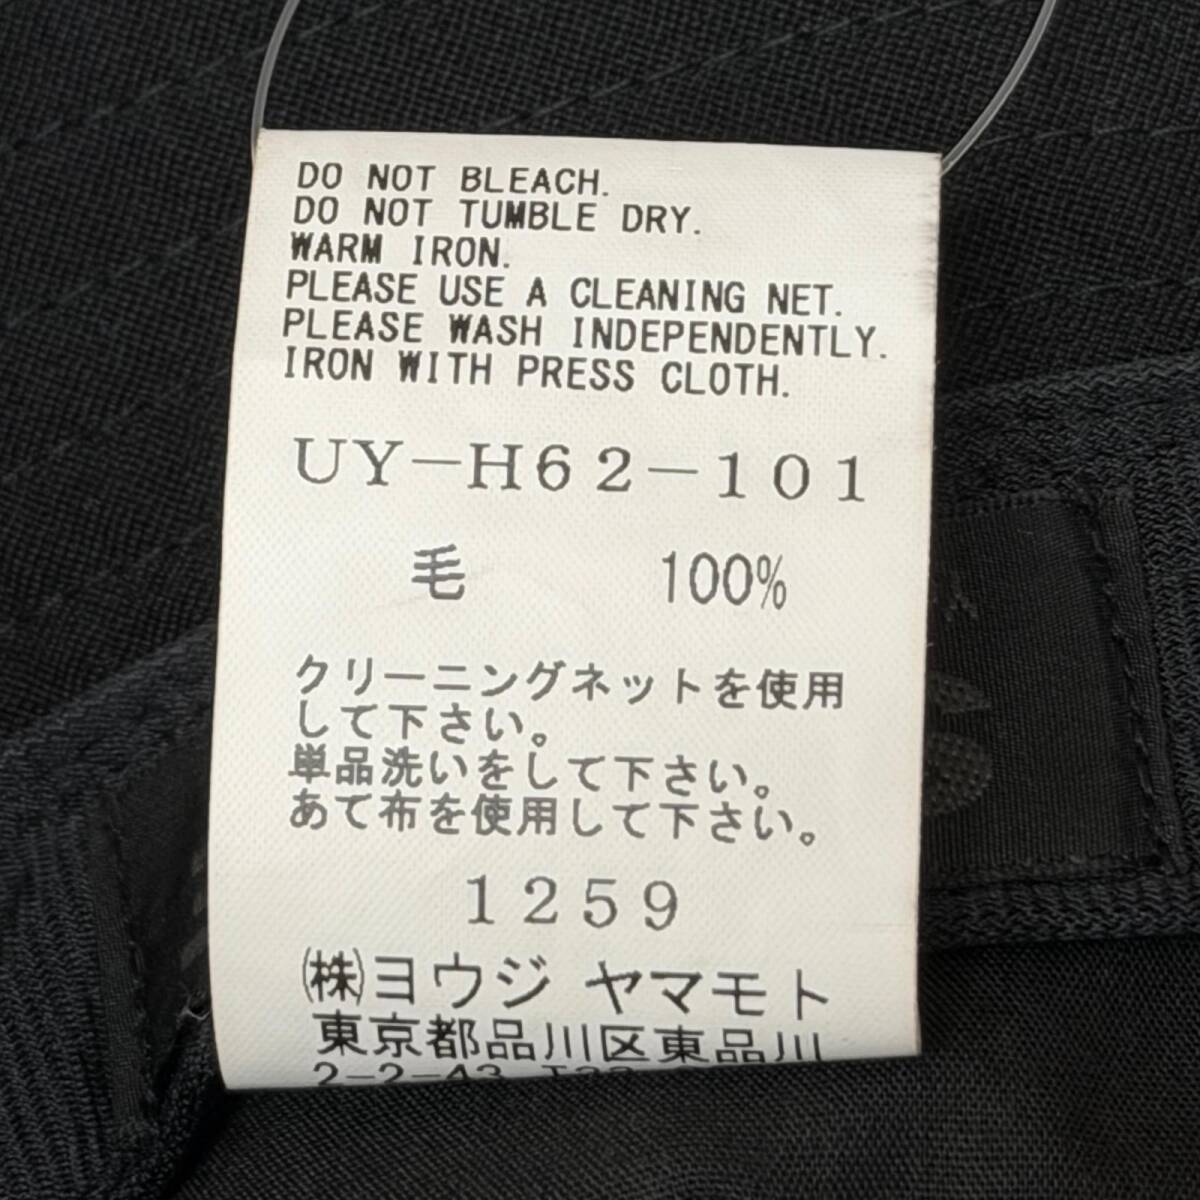 DO NOT BLEACH.
DO NOT TUMBLE DRY.
WARM IRON.
PLEASE USE A CLEANING NET.
PLEASE WASH INDEPENDENTLY.
IRON WITH PRESS CLOTH.
UY-H62-101
毛 100%
クリーニングネットを使用
して下さい。
単品洗いをして下さい。
あて布を使用して下さい。
1259
㈱ヨウジ ヤマモト
東京都品川区東品川
2-2-43